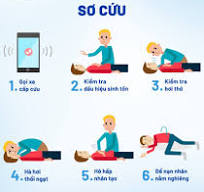 SƠ CỨU
1. Gọi xe
cấp cứu
2. Kiểm tra
dấu hiệu sinh tồn
3. Kiểm tra
hơi thở
4. Hà hơi
thổi ngạt
5. Hô hấp
nhân tạo
6. Để nạn nhân
nằm nghiêng